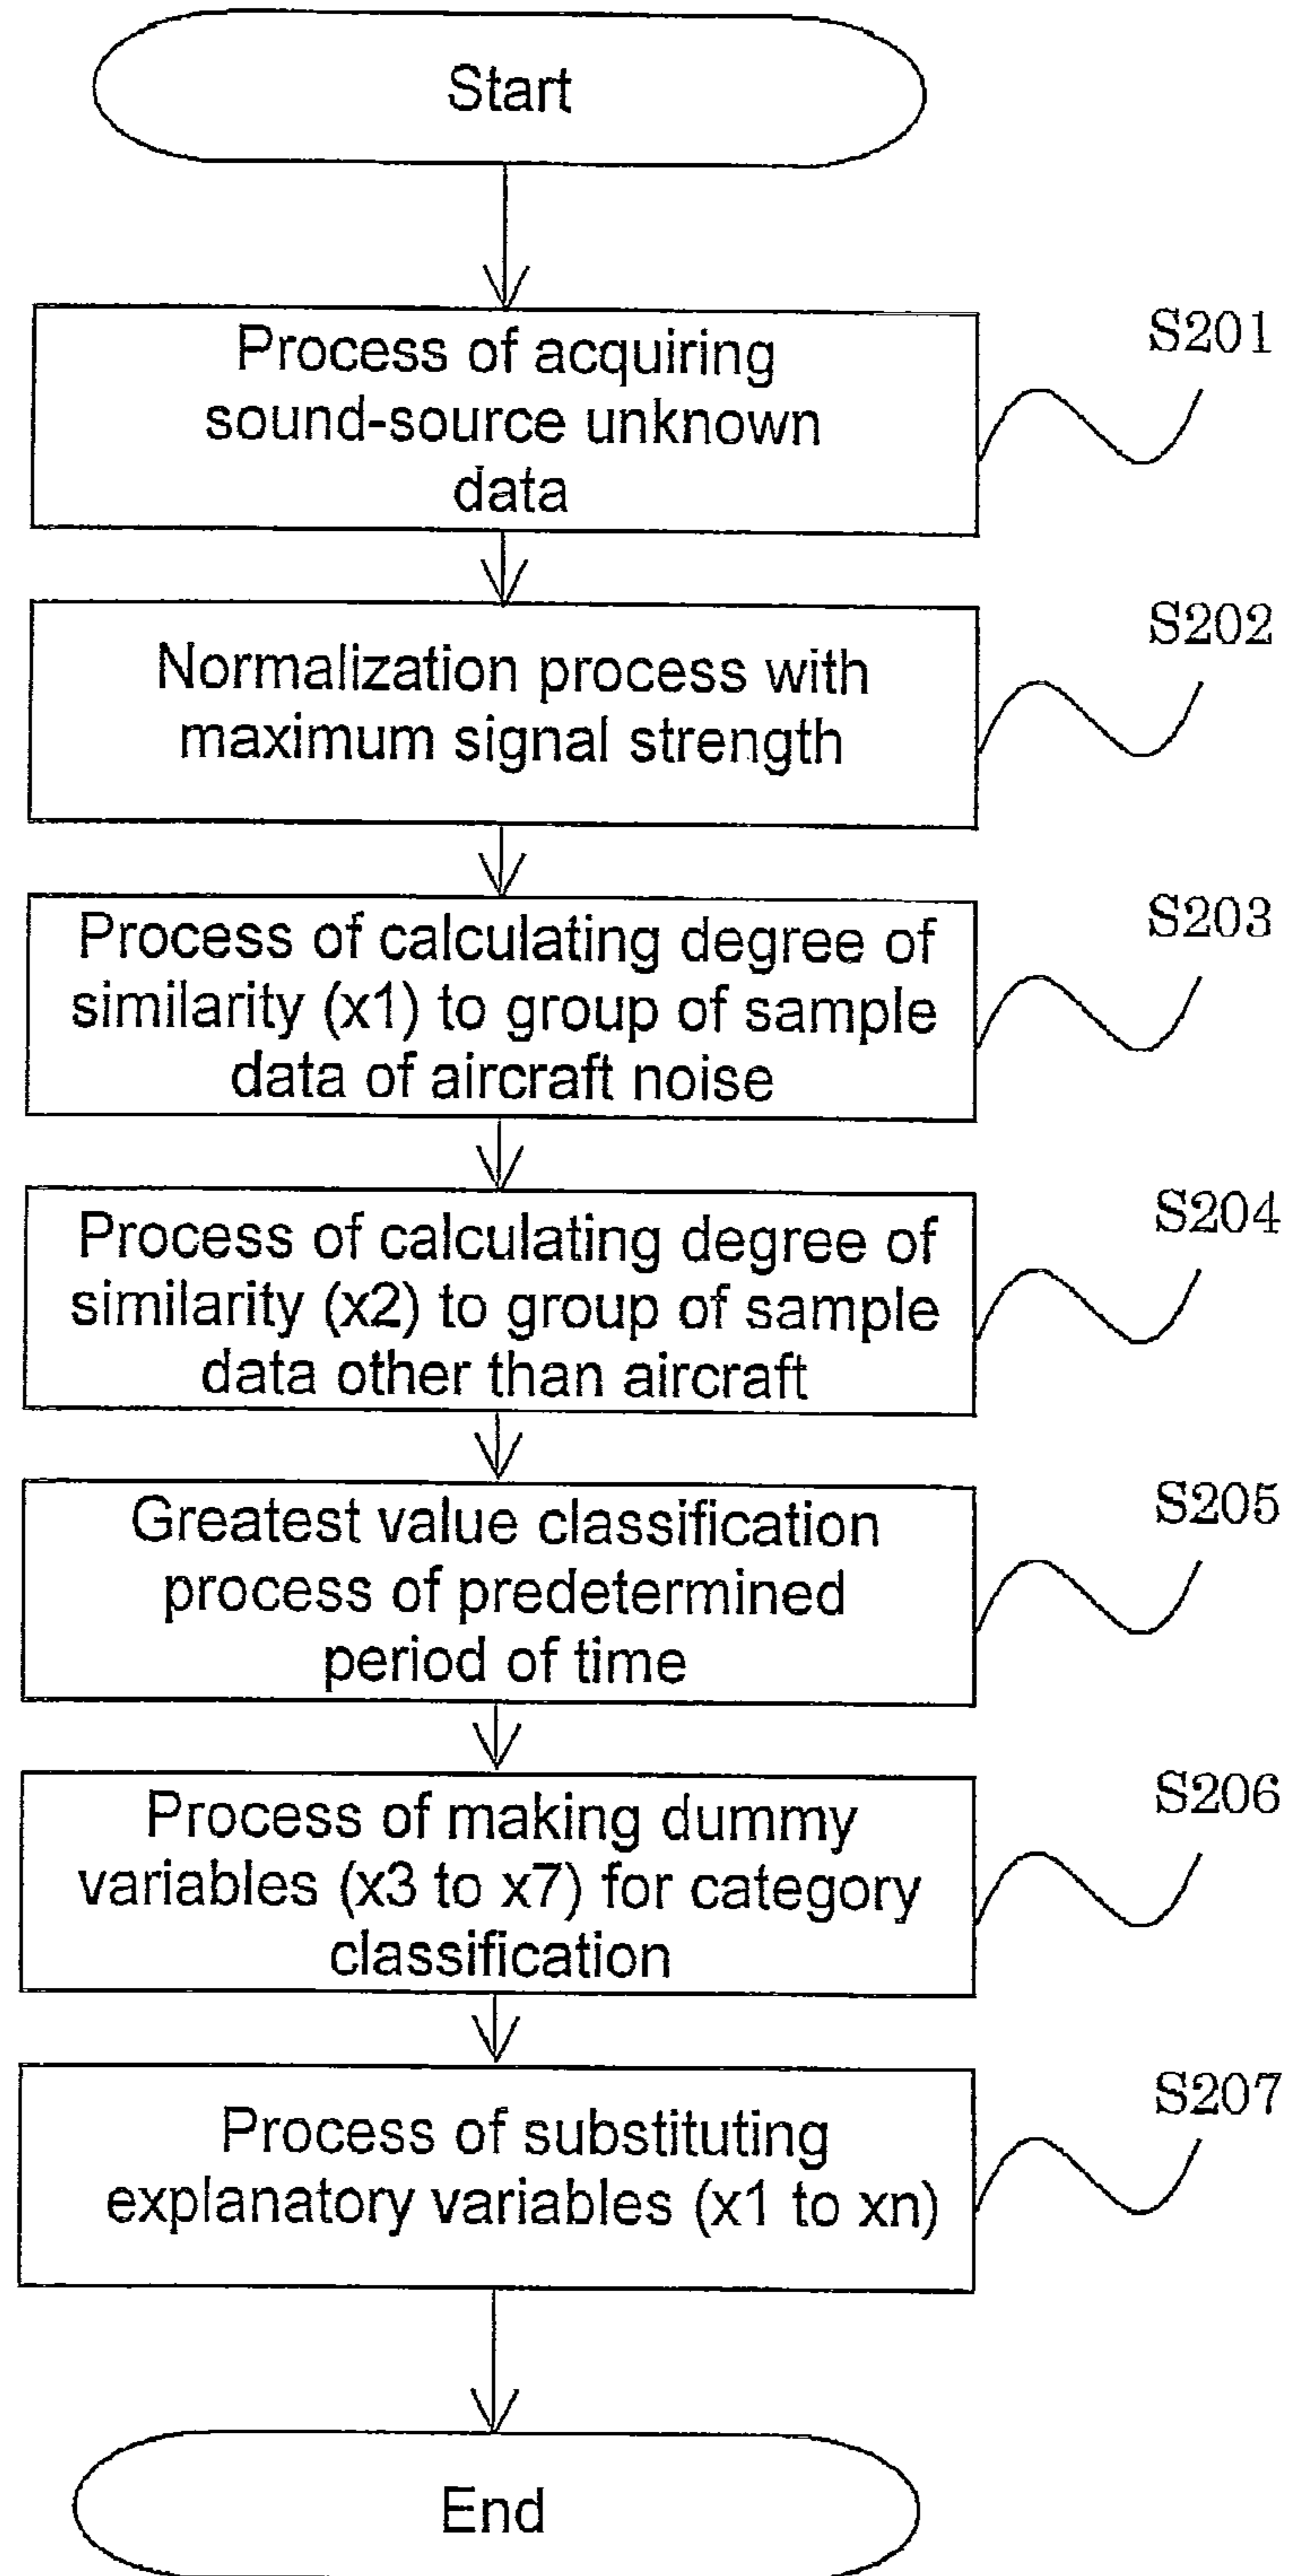 Start
Process of acquiring
sound-source unknown
data
S201
Normalization process with
maximum signal strength
S202
Process of calculating degree of
similarity (x1) to group of sample
data of aircraft noise
S203
Process of calculating degree of
similarity (x2) to group of sample
data other than aircraft
S204
Greatest value classification
process of predetermined
period of time
S205
Process of making dummy
variables (x3 to x7) for category
classification
S206
Process of substituting
explanatory variables (x1 to xn)
S207
End